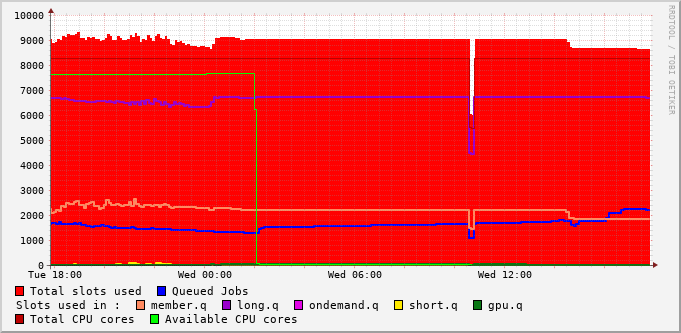 10000
9000
8000
7000
6000
5000
4000
3000
2000
1000
0
Tue 18:00 Wed 00:00 Wed 06:00 Wed 12:00
RRDTOOL / TOBI OETIKER
Total slots used Queued Jobs
Slots used in : member.q long.q ondemand.q short.q gpu.q
Total CPU cores Available CPU cores